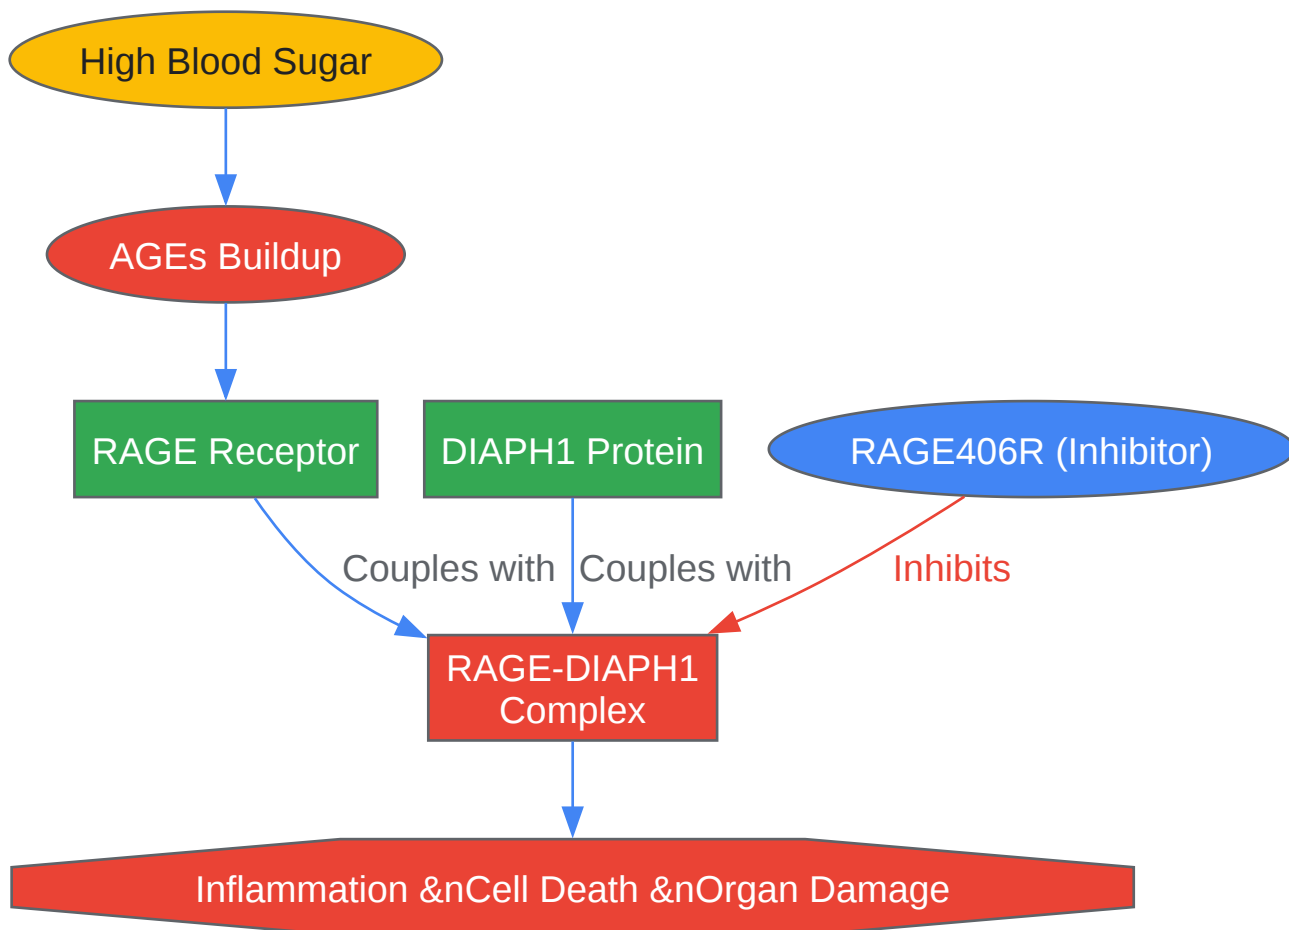 High Blood Sugar
AGEs Buildup
RAGE Receptor
DIAPH1 Protein
RAGE406R (Inhibitor)
Couples with
Couples with
Inhibits
RAGE-DIAPH1
Complex
Inflammation &nCell Death &nOrgan Damage